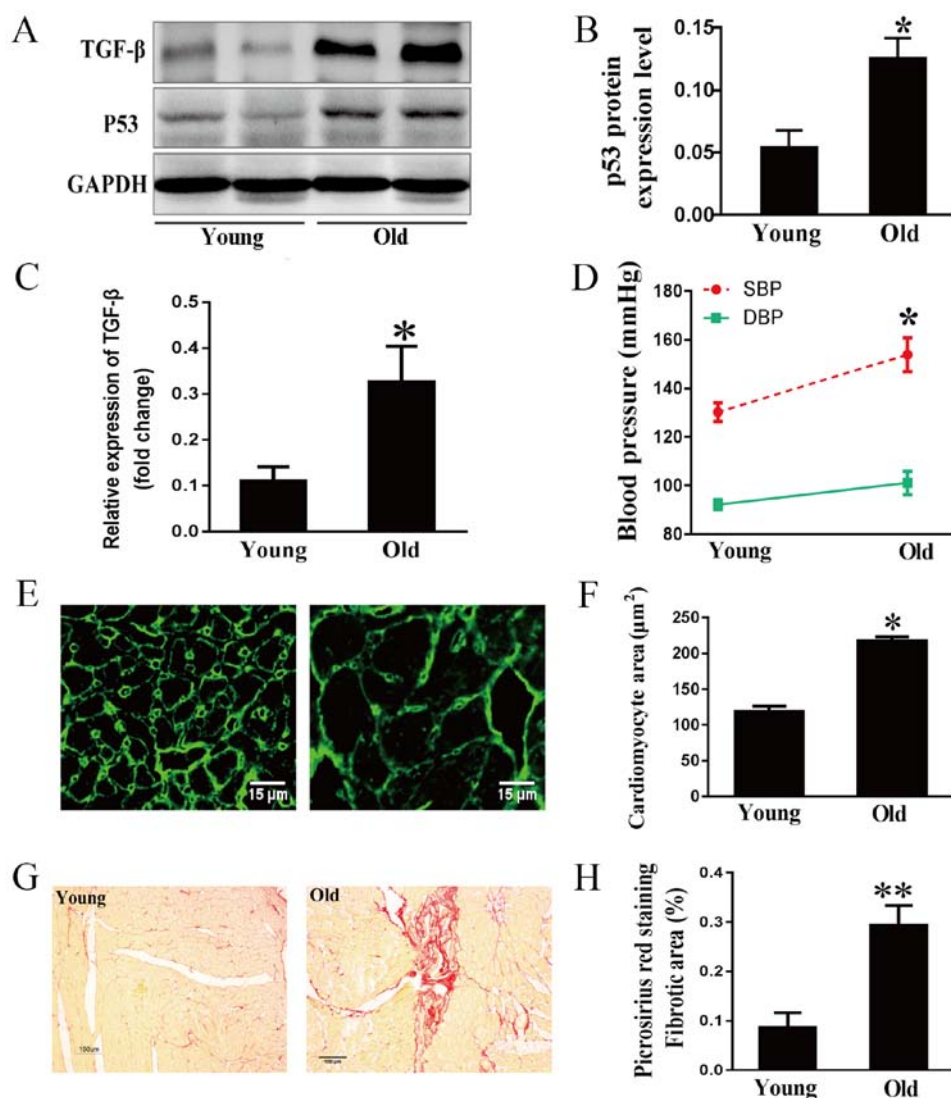 A
TGF-β
P53
GAPDH
Young Old
B
p53 protein
expression level
0.15
0.10
0.05
0.00
*
Young Old
C
Relative expression of TGF-β
(fold change)
0.5
0.4
0.3
0.2
0.1
0.0
*
Young Old
D
Blood pressure (mmHg)
SBP
DBP
180
160
140
120
100
80
*
Young Old
E
15 μm
15 μm
F
Cardiomyocyte area (μm²)
250
200
150
100
50
0
*
Young Old
G
Young
100μm
Old
100μm
H
Picrosirius red staining
Fibrotic area (%)
0.4
0.3
0.2
0.1
0.0
**
Young Old